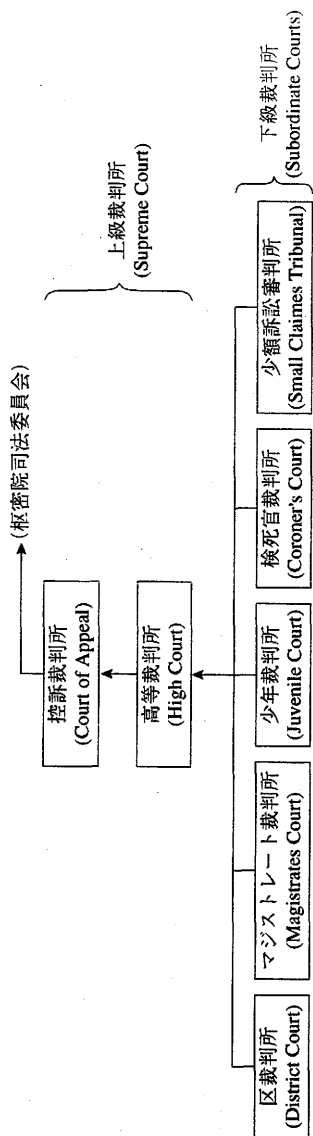 (枢密院司法委員会)
控訴裁判所
(Court of Appeal)
高等裁判所
(High Court)
上級裁判所
(Supreme Court)
区裁判所
(District Court)
マジストレート裁判所
(Magistrates Court)
少年裁判所
(Juvenile Court)
検死官裁判所
(Coroner's Court)
少額訴訟審判所
(Small Claimes Tribunal)
下級裁判所
(Subordinate Courts)